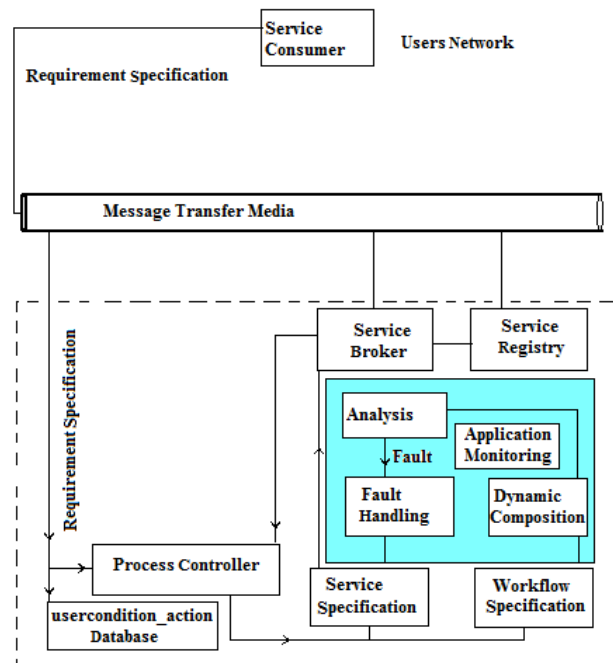 Service
Consumer
Users Network
Requirement Specification
Message Transfer Media
Requirement Specification
Service
Broker
Service
Registry
Analysis
Application
Monitoring
Fault
Fault
Handling
Dynamic
Composition
Process Controller
Service
Specification
Workflow
Specification
usercondition_action
Database